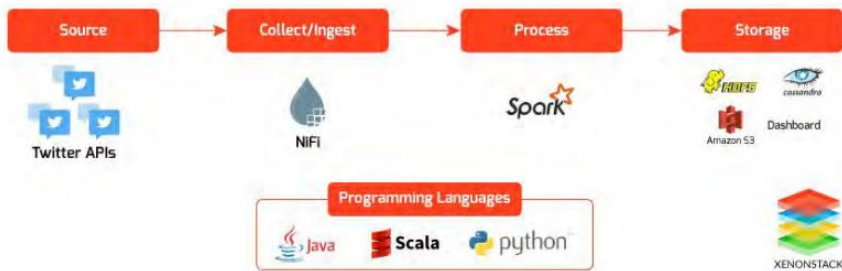 Source
Collect/Ingest
Process
Storage
Twitter APIs
NiFi
Spark
HDFS
cassandra
Amazon S3
Dashboard
Programming Languages
Java
Scala
python
XENONSTACK